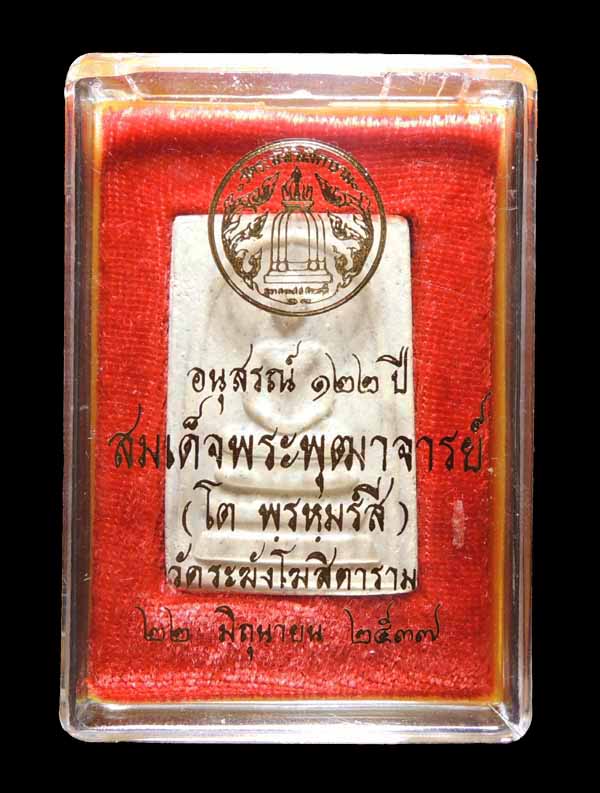 อนุสรณ์ ๑๒๒ ปี
สมเด็จพระพุฒาจารย์
(โต พฺรหฺมรํสี)
วัดระฆังโฆสิตาราม
๒๒ มิถุนายน ๒๕๓๗